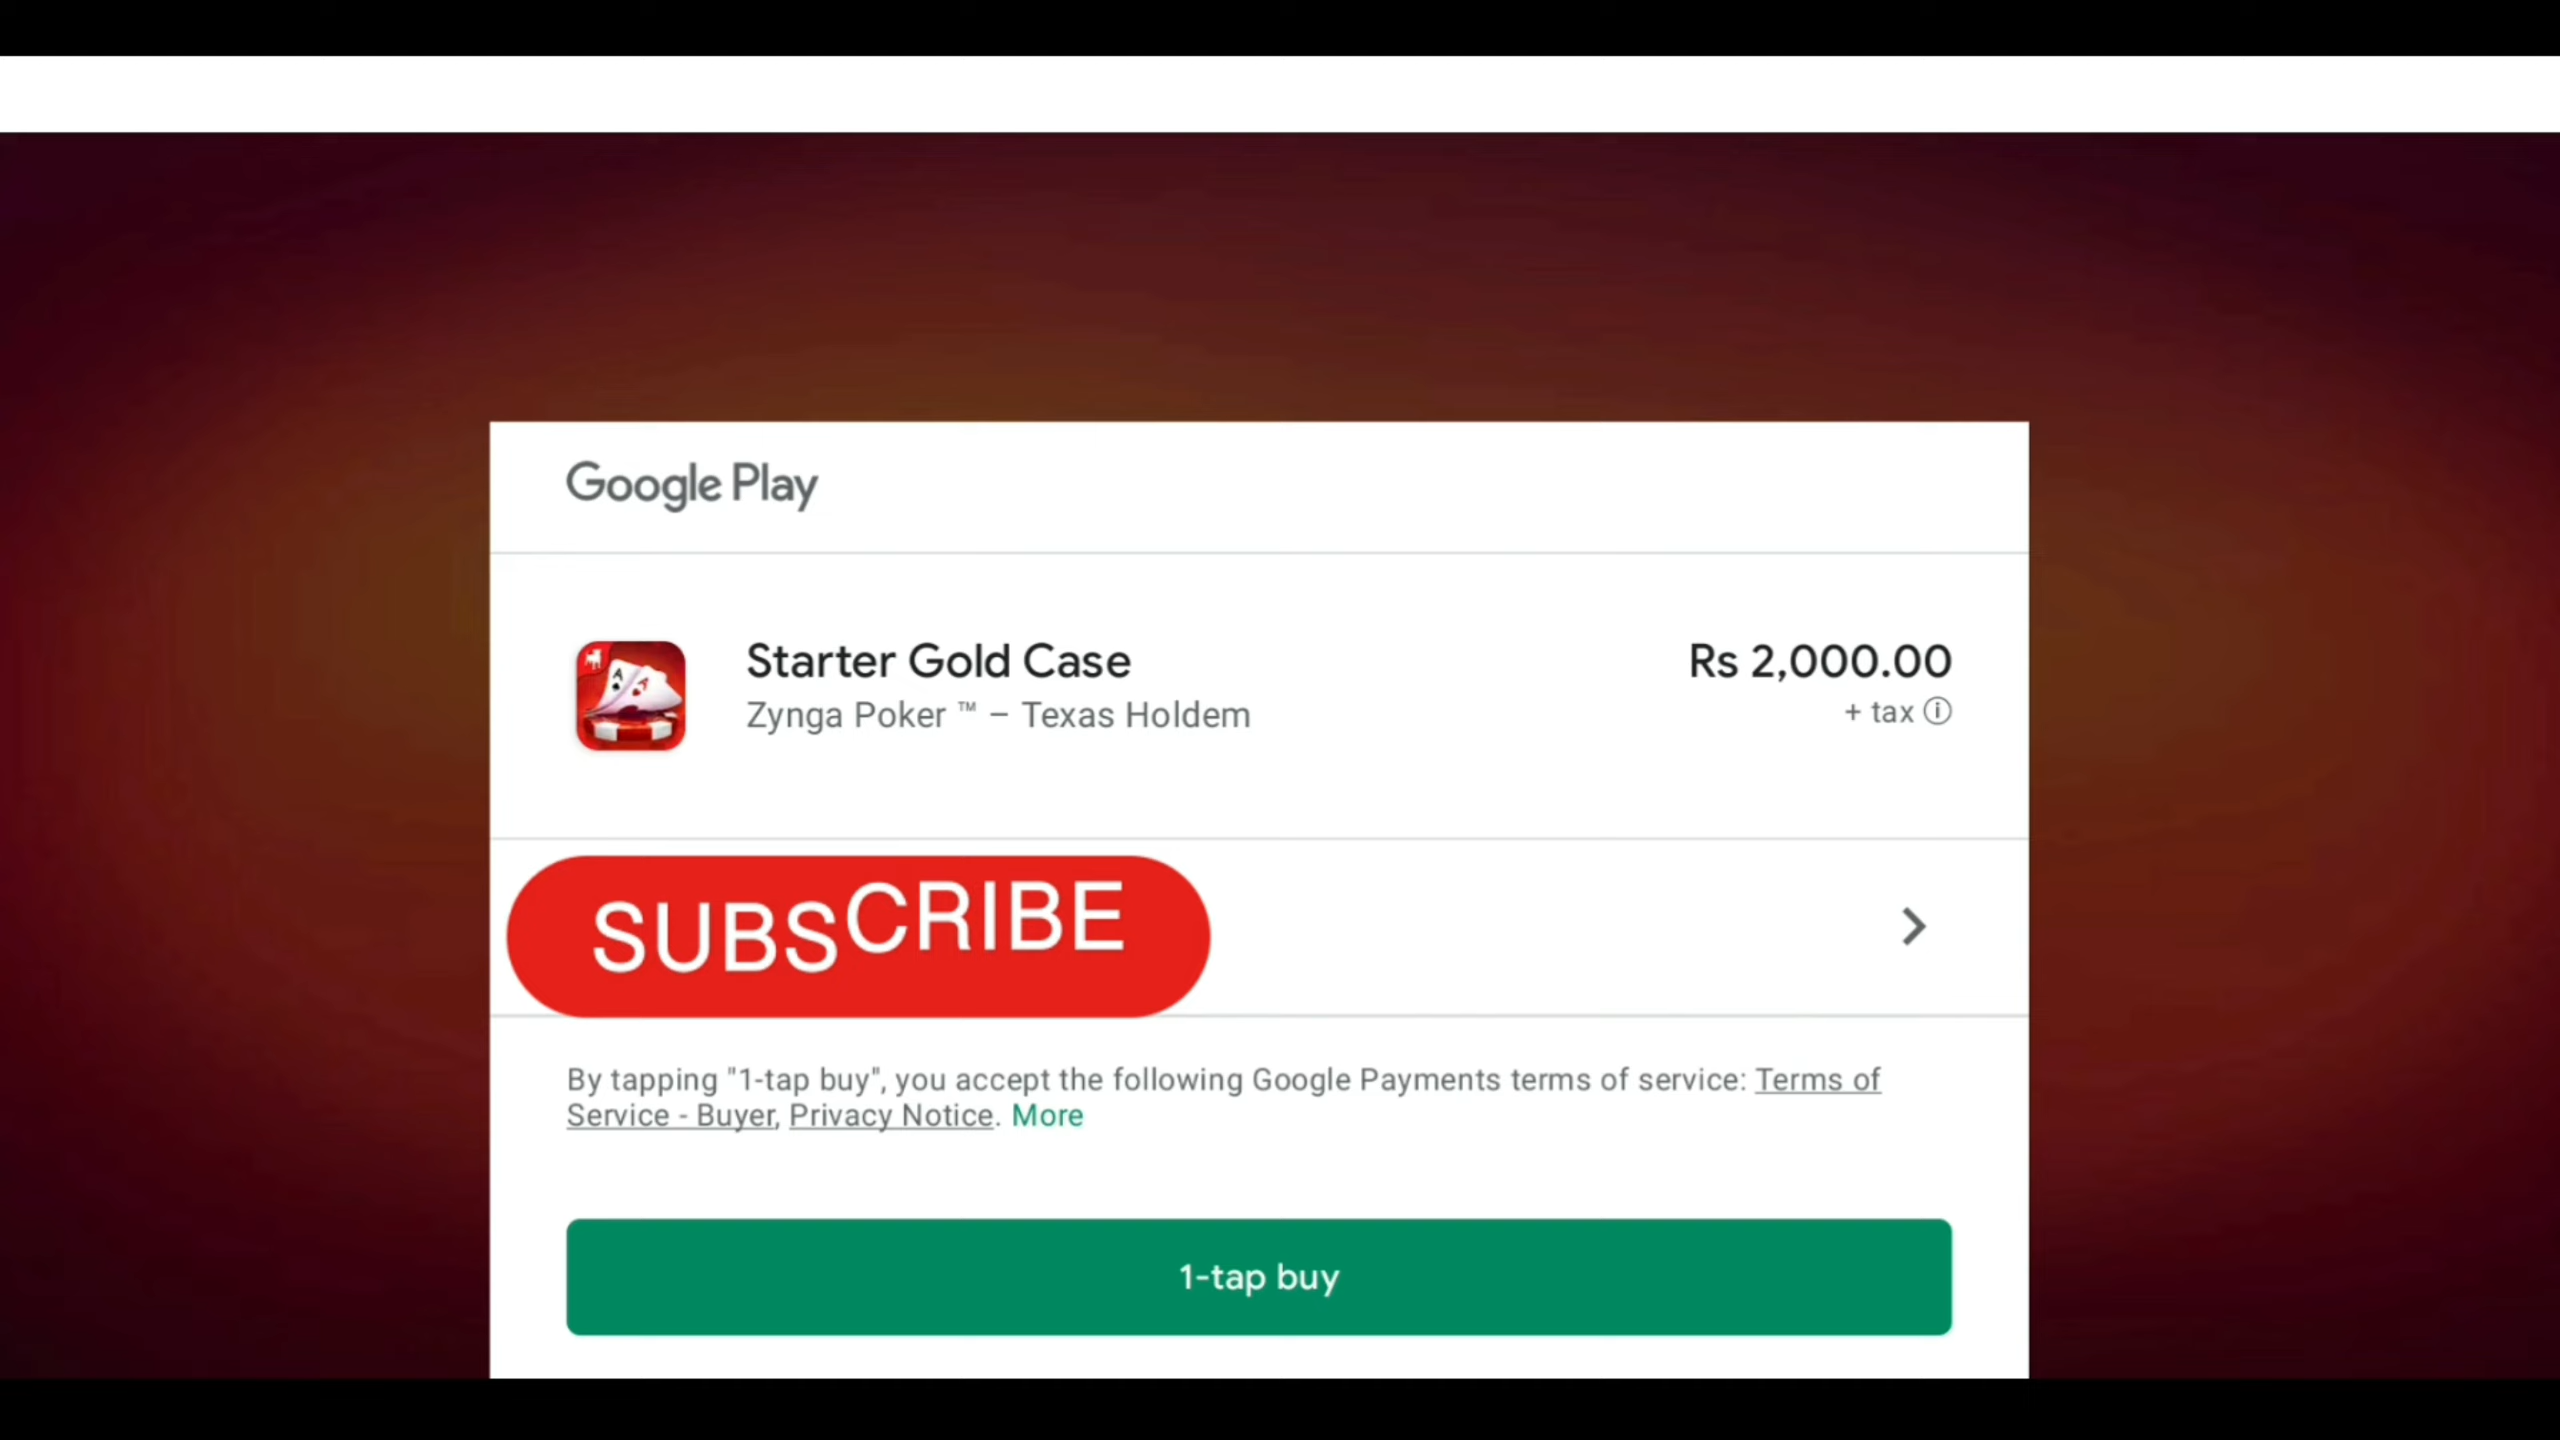 Google Play
Starter Gold Case
Rs 2,000.00
Zynga Poker ™ – Texas Holdem
+ tax
SUBSCRIBE
By tapping "1-tap buy", you accept the following Google Payments terms of service: Terms of
Service - Buyer, Privacy Notice. More
1-tap buy